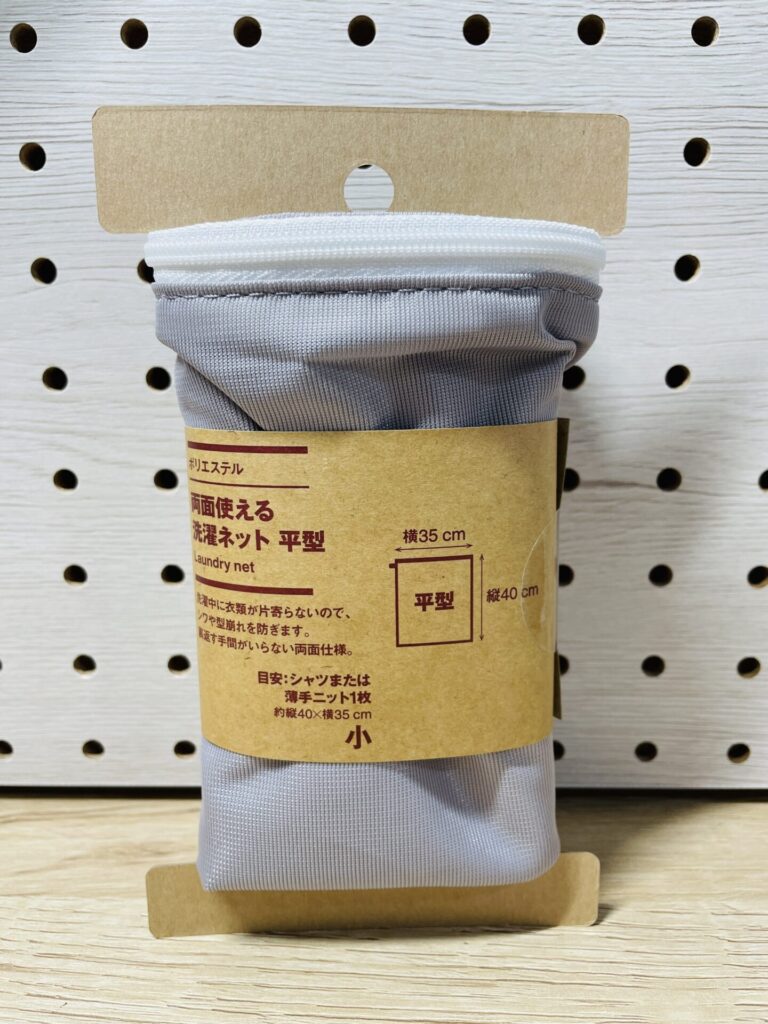 ポリエステル
両面使える
洗濯ネット 平型
Laundry net
洗濯中に衣類が片寄らないので、
シワや型崩れを防ぎます。
裏返す手間がいらない両面仕様。
目安:シャツまたは
薄手ニット1枚
約縦40×横35 cm
小
横35 cm
平型
縦40 cm